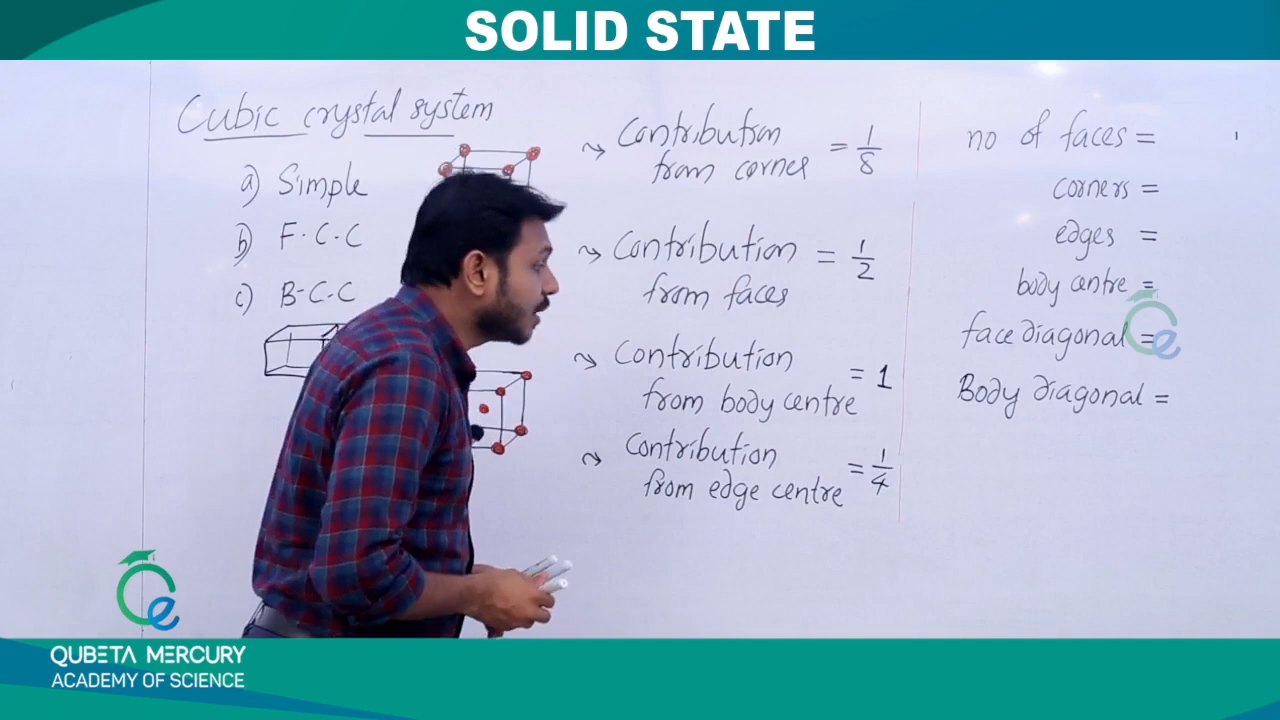 SOLID STATE
Cubic crystal system
a) Simple
b) F.C.C
c) B-C-C
⤳ Contribution
from corner = 1/8
⤳ Contribution
from faces = 1/2
⤳ Contribution
from body centre = 1
⤳ Contribution
from edge centre = 1/4
no of faces =
corners =
edges =
body centre =
face diagonal =
Body diagonal =
QUBETA MERCURY
ACADEMY OF SCIENCE